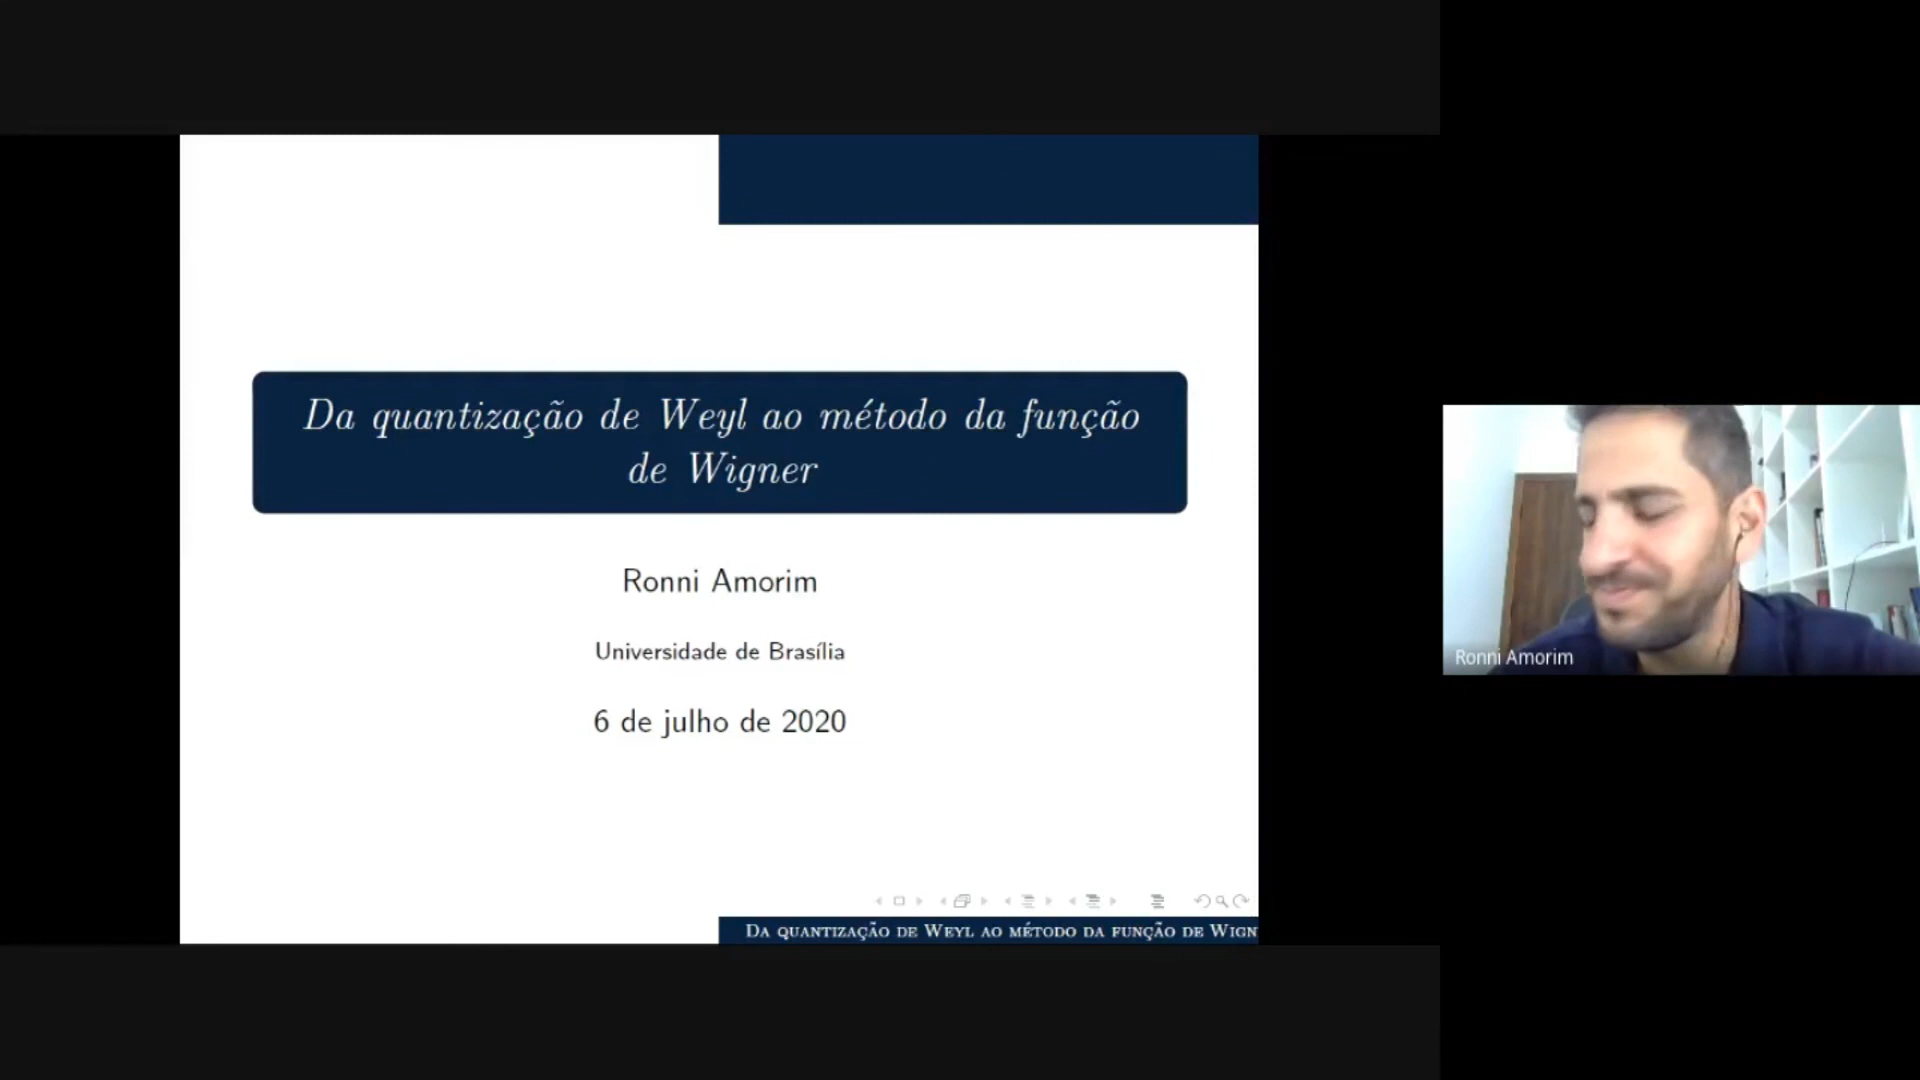 Da quantização de Weyl ao método da função
de Wigner
Ronni Amorim
Universidade de Brasília
6 de julho de 2020
Da quantização de Weyl ao método da função de Wign
Ronni Amorim